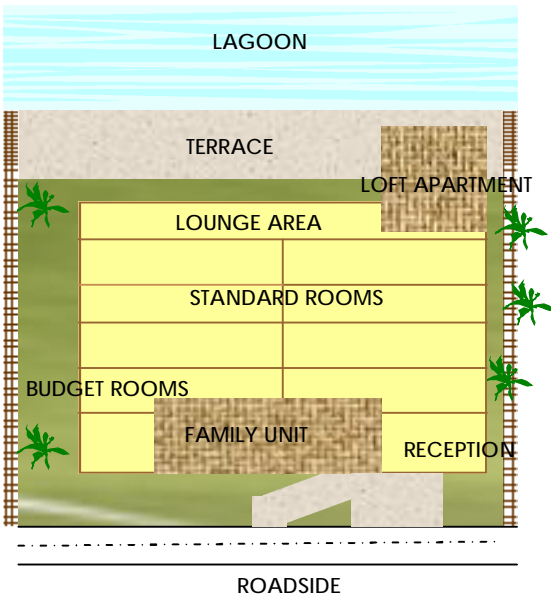 LAGOON
TERRACE
LOFT APARTMENT
LOUNGE AREA
STANDARD ROOMS
BUDGET ROOMS
FAMILY UNIT
RECEPTION
ROADSIDE